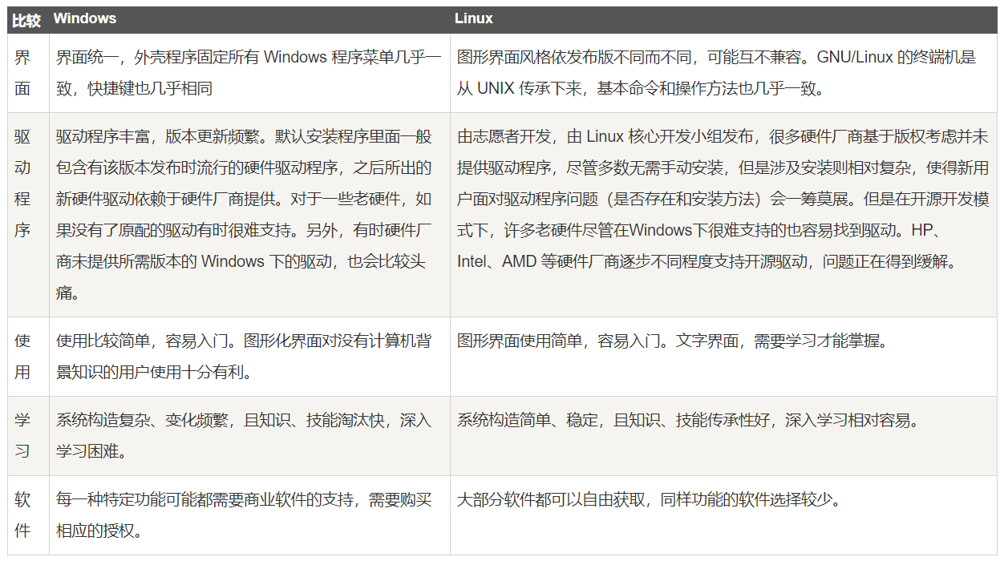 比较 Windows Linux
界面
界面统一，外壳程序固定所有 Windows 程序菜单几乎一
致，快捷键也几乎相同
图形界面风格依发布版不同而不同，可能互不兼容。GNU/Linux 的终端机是
从 UNIX 传承下来，基本命令和操作方法也几乎一致。
驱动程序
驱动程序丰富，版本更新频繁。默认安装程序里面一般
包含有该版本发布时流行的硬件驱动程序，之后所出的
新硬件驱动依赖于硬件厂商提供。对于一些老硬件，如
果没有了原配的驱动有时很难支持。另外，有时硬件厂
商未提供所需版本的 Windows 下的驱动，也会比较头
痛。
由志愿者开发，由 Linux 核心开发小组发布，很多硬件厂商基于版权考虑并未
提供驱动程序，尽管多数无需手动安装，但是涉及安装则相对复杂，使得新用
户面对驱动程序问题（是否存在和安装方法）会一筹莫展。但是在开源开发模
式下，许多老硬件尽管在Windows下很难支持的也容易找到驱动。HP、
Intel、AMD 等硬件厂商逐步不同程度支持开源驱动，问题正在得到缓解。
使用
使用比较简单，容易入门。图形化界面对没有计算机背
景知识的用户使用十分有利。
图形界面使用简单，容易入门。文字界面，需要学习才能掌握。
学习
系统构造复杂、变化频繁，且知识、技能淘汰快，深入
学习困难。
系统构造简单、稳定，且知识、技能传承性好，深入学习相对容易。
软件
每一种特定功能可能都需要商业软件的支持，需要购买
相应的授权。
大部分软件都可以自由获取，同样功能的软件选择较少。